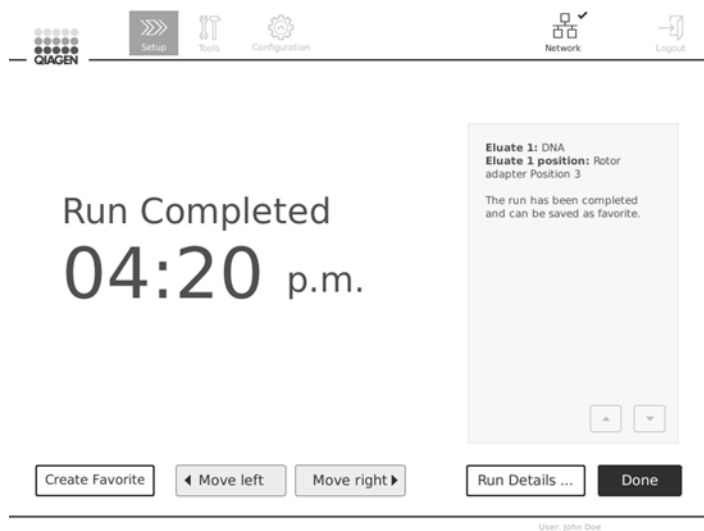 QIAGEN
Setup
Tools
Configuration
Network
Logout
Run Completed
04:20 p.m.
Eluate 1: DNA
Eluate 1 position: Rotor
adapter Position 3
The run has been completed
and can be saved as favorite.
Create Favorite
Move left
Move right
Run Details ...
Done
User: John Doe